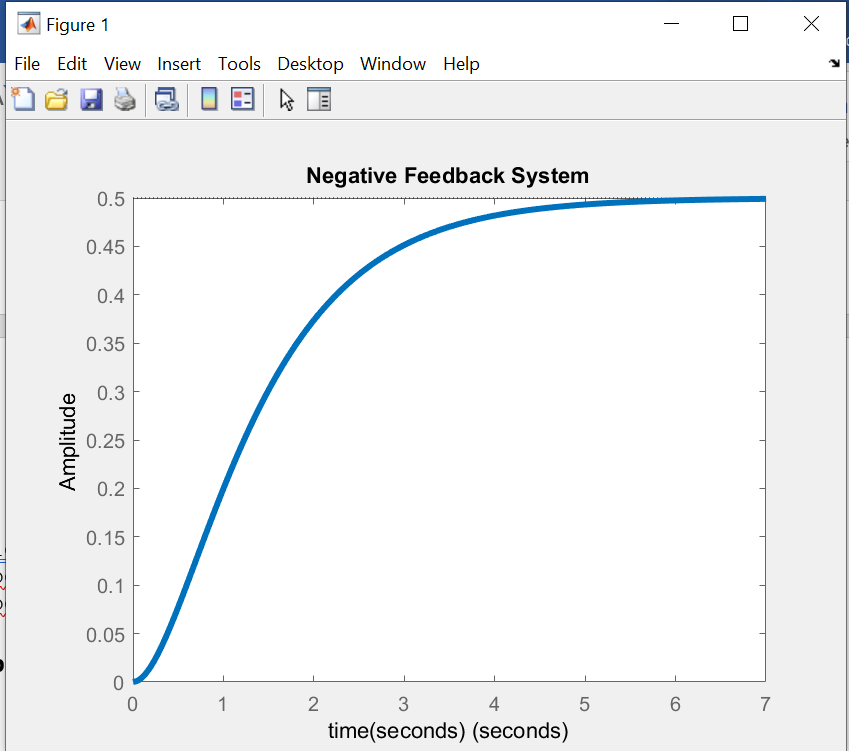 Figure 1
File Edit View Insert Tools Desktop Window Help
Negative Feedback System
0.5
0.45
0.4
0.35
0.3
0.25
0.2
0.15
0.1
0.05
0
Amplitude
0 1 2 3 4 5 6 7
time(seconds) (seconds)